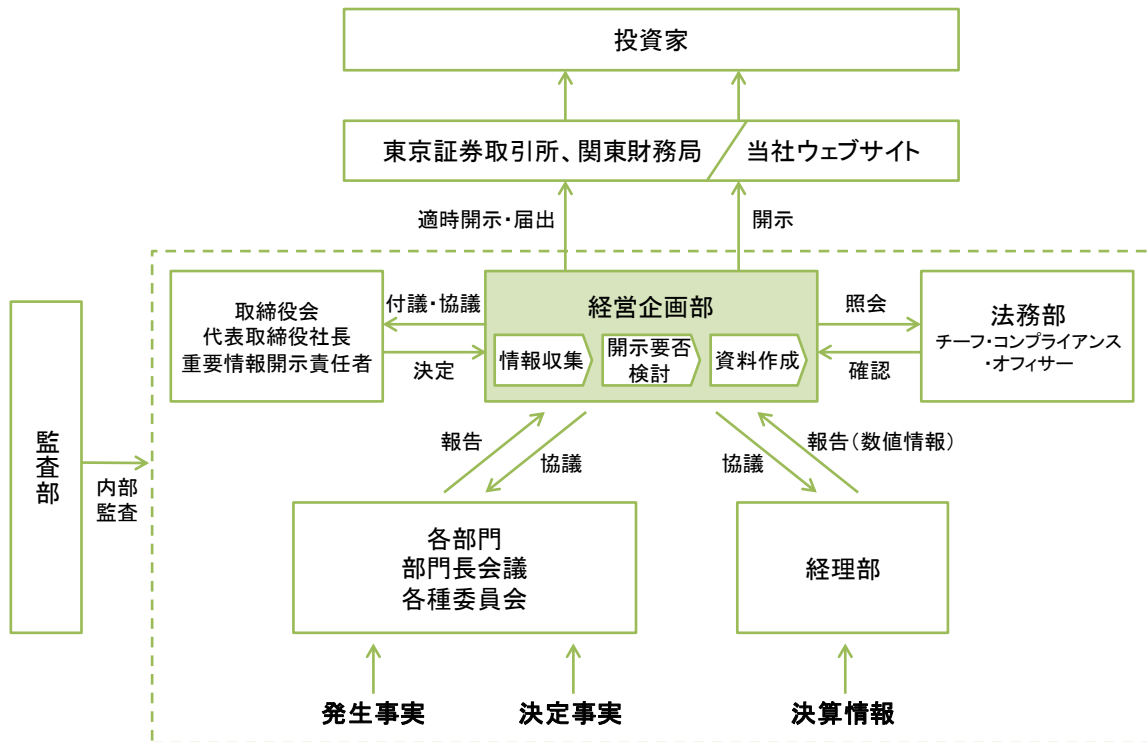 投資家
東京証券取引所、関東財務局
当社ウェブサイト
適時開示・届出
開示
取締役会
代表取締役社長
重要情報開示責任者
付議・協議
決定
経営企画部
情報収集
開示要否
検討
資料作成
照会
確認
法務部
チーフ・コンプライアンス
・オフィサー
監査部
内部
監査
報告
協議
協議
報告(数値情報)
各部門
部門長会議
各種委員会
経理部
発生事実
決定事実
決算情報